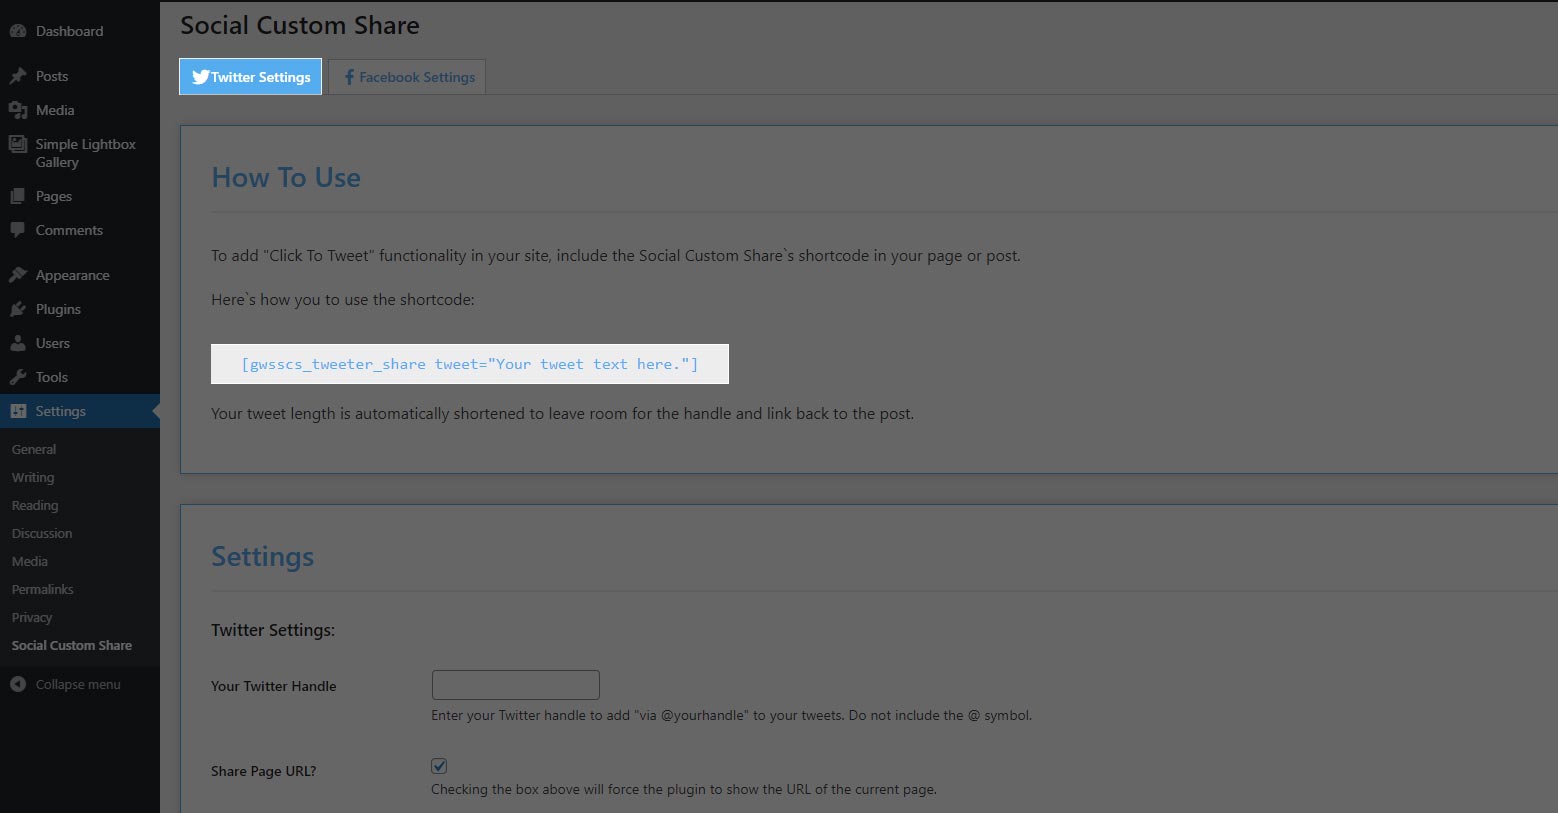 Social Custom Share
Dashboard
Posts
Media
Simple Lightbox
Gallery
Pages
Comments
Appearance
Plugins
Users
Tools
Settings
General
Writing
Reading
Discussion
Media
Permalinks
Privacy
Social Custom Share
Collapse menu
Twitter Settings
Facebook Settings
How To Use
To add "Click To Tweet" functionality in your site, include the Social Custom Share`s shortcode in your page or post.
Here`s how you to use the shortcode:
[gwsscs_tweeter_share tweet="Your tweet text here."]
Your tweet length is automatically shortened to leave room for the handle and link back to the post.
Settings
Twitter Settings:
Your Twitter Handle
Enter your Twitter handle to add "via @yourhandle" to your tweets. Do not include the @ symbol.
Share Page URL?
Checking the box above will force the plugin to show the URL of the current page.